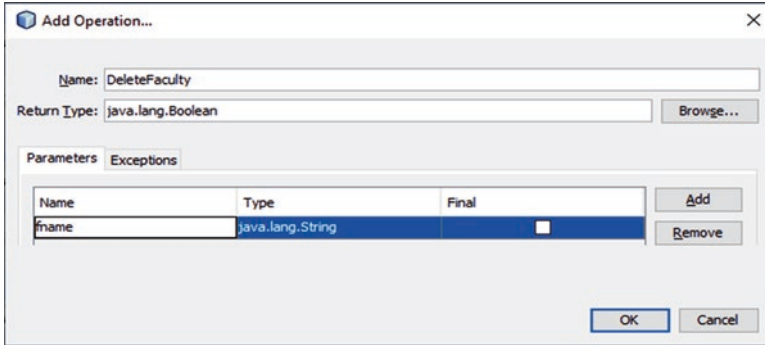 Add Operation...
Name: DeleteFaculty
Return Type: java.lang.Boolean Browse...
Parameters Exceptions
Name Type Final Add
fname java.lang.String Remove
OK Cancel